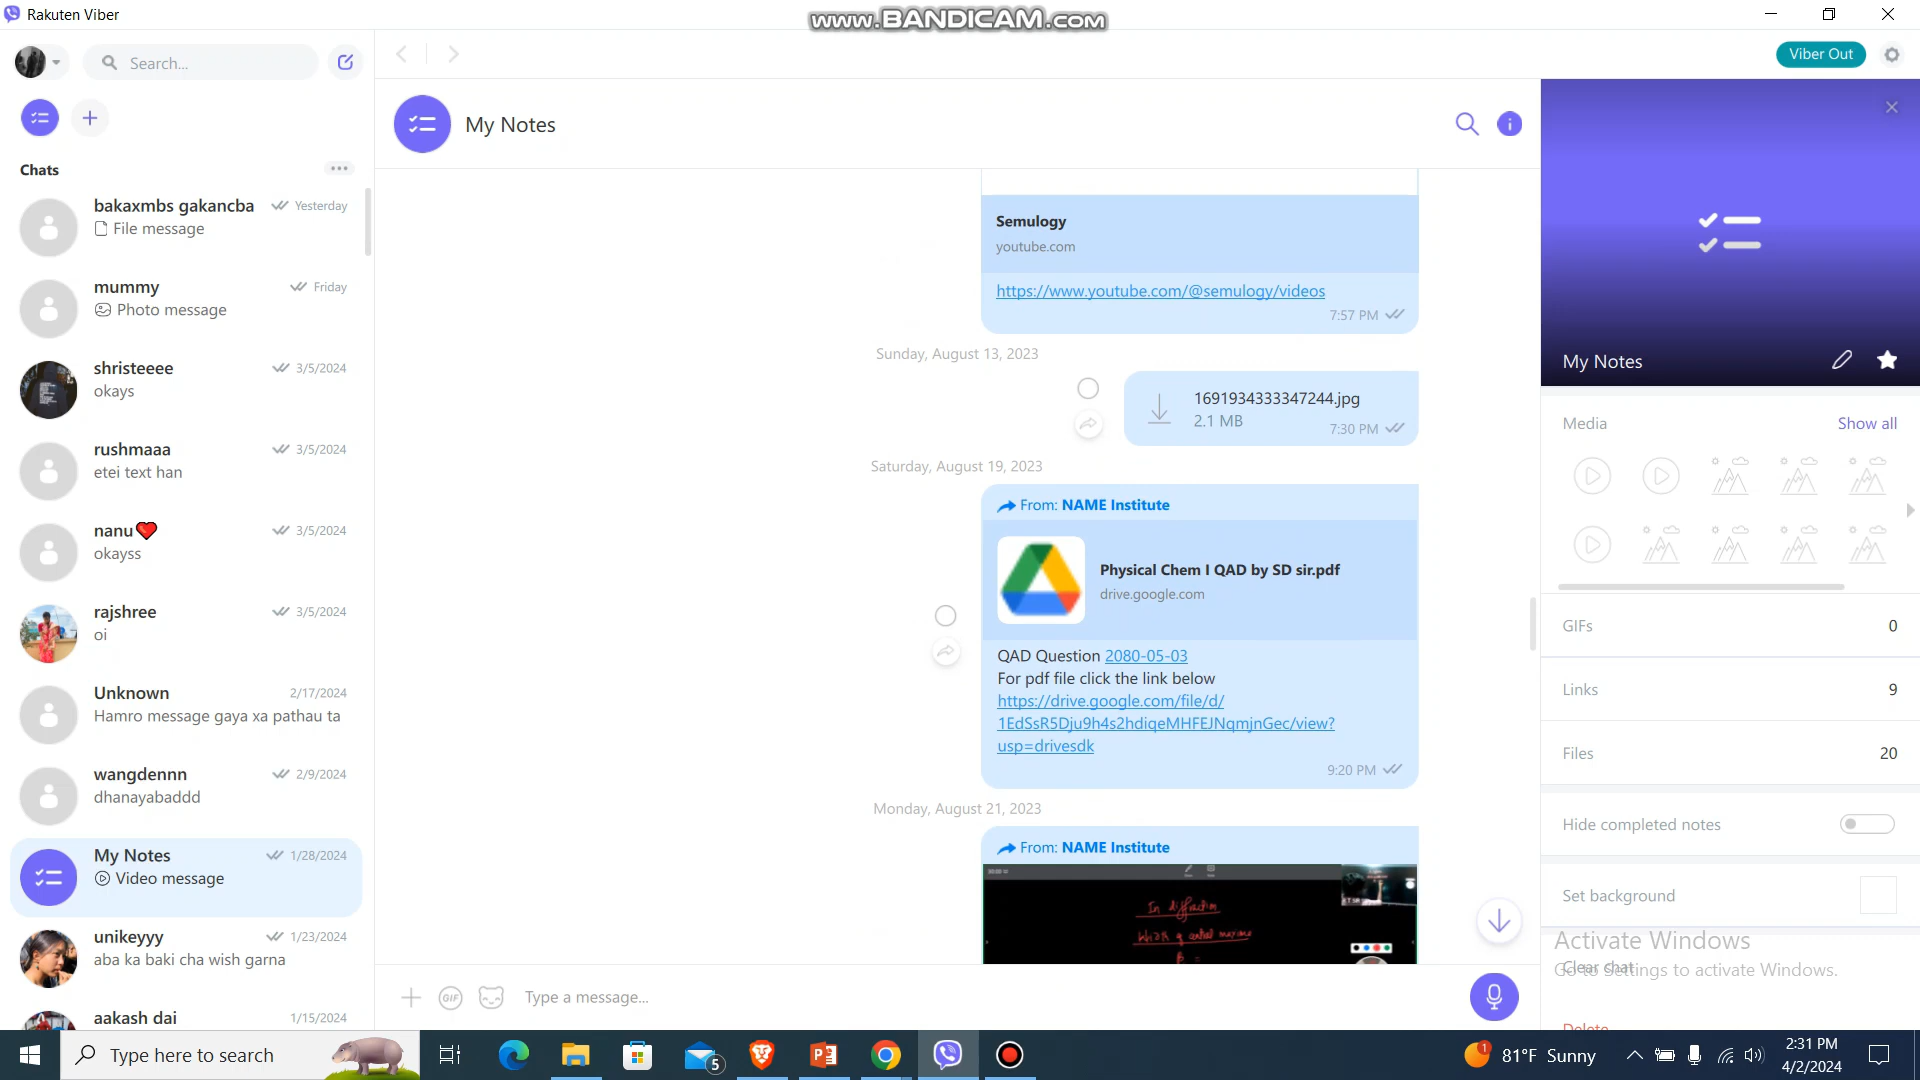 Rakuten Viber
www.BANDICAM.com
Search...
Viber Out
My Notes
Chats
bakaxmbs gakancba
Yesterday
File message
mummy
Friday
Photo message
shristeeee
3/5/2024
okays
rushmaaa
3/5/2024
etei text han
nanu❤
3/5/2024
okayss
rajshree
3/5/2024
oi
Unknown
2/17/2024
Hamro message gaya xa pathau ta
wangdennn
2/9/2024
dhanayabaddd
My Notes
1/28/2024
Video message
unikeyyy
1/23/2024
aba ka baki cha wish garna
aakash dai
1/15/2024
Semulogy
youtube.com
https://www.youtube.com/@semulogy/videos
7:57 PM
Sunday, August 13, 2023
1691934333347244.jpg
2.1 MB
7:30 PM
Saturday, August 19, 2023
From: NAME Institute
Physical Chem I QAD by SD sir.pdf
drive.google.com
QAD Question 2080-05-03
For pdf file click the link below
https://drive.google.com/file/d/
1EdSsR5Dju9h4s2hdiqeMHFEJNqmjnGec/view?
usp=drivesdk
9:20 PM
Monday, August 21, 2023
From: NAME Institute
In diffraction
GIF
Type a message...
My Notes
Media
Show all
GIFs
0
Links
9
Files
20
Hide completed notes
Set background
Clear chat
Activate Windows
Go to Settings to activate Windows.
Delete
Type here to search
5
1
81°F Sunny
2:31 PM
4/2/2024